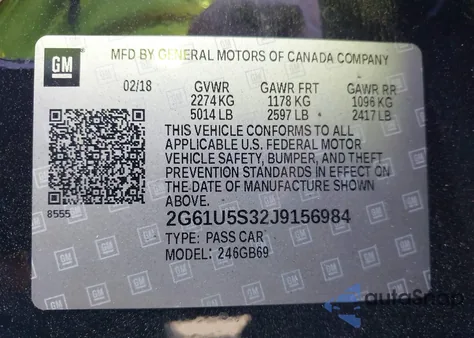 GM
MFD BY GENERAL MOTORS OF CANADA COMPANY
02/18 GVWR GAWR FRT GAWR RR
2274 KG 1178 KG 1096 KG
5014 LB 2597 LB 2417 LB
THIS VEHICLE CONFORMS TO ALL
APPLICABLE U.S. FEDERAL MOTOR
VEHICLE SAFETY, BUMPER, AND THEFT
PREVENTION STANDARDS IN EFFECT
ON THE DATE OF MANUFACTURE SHOWN
ABOVE.
8555
2G61U5S32J9156984
TYPE: PASS CAR
MODEL: 246GB69
autoSnap